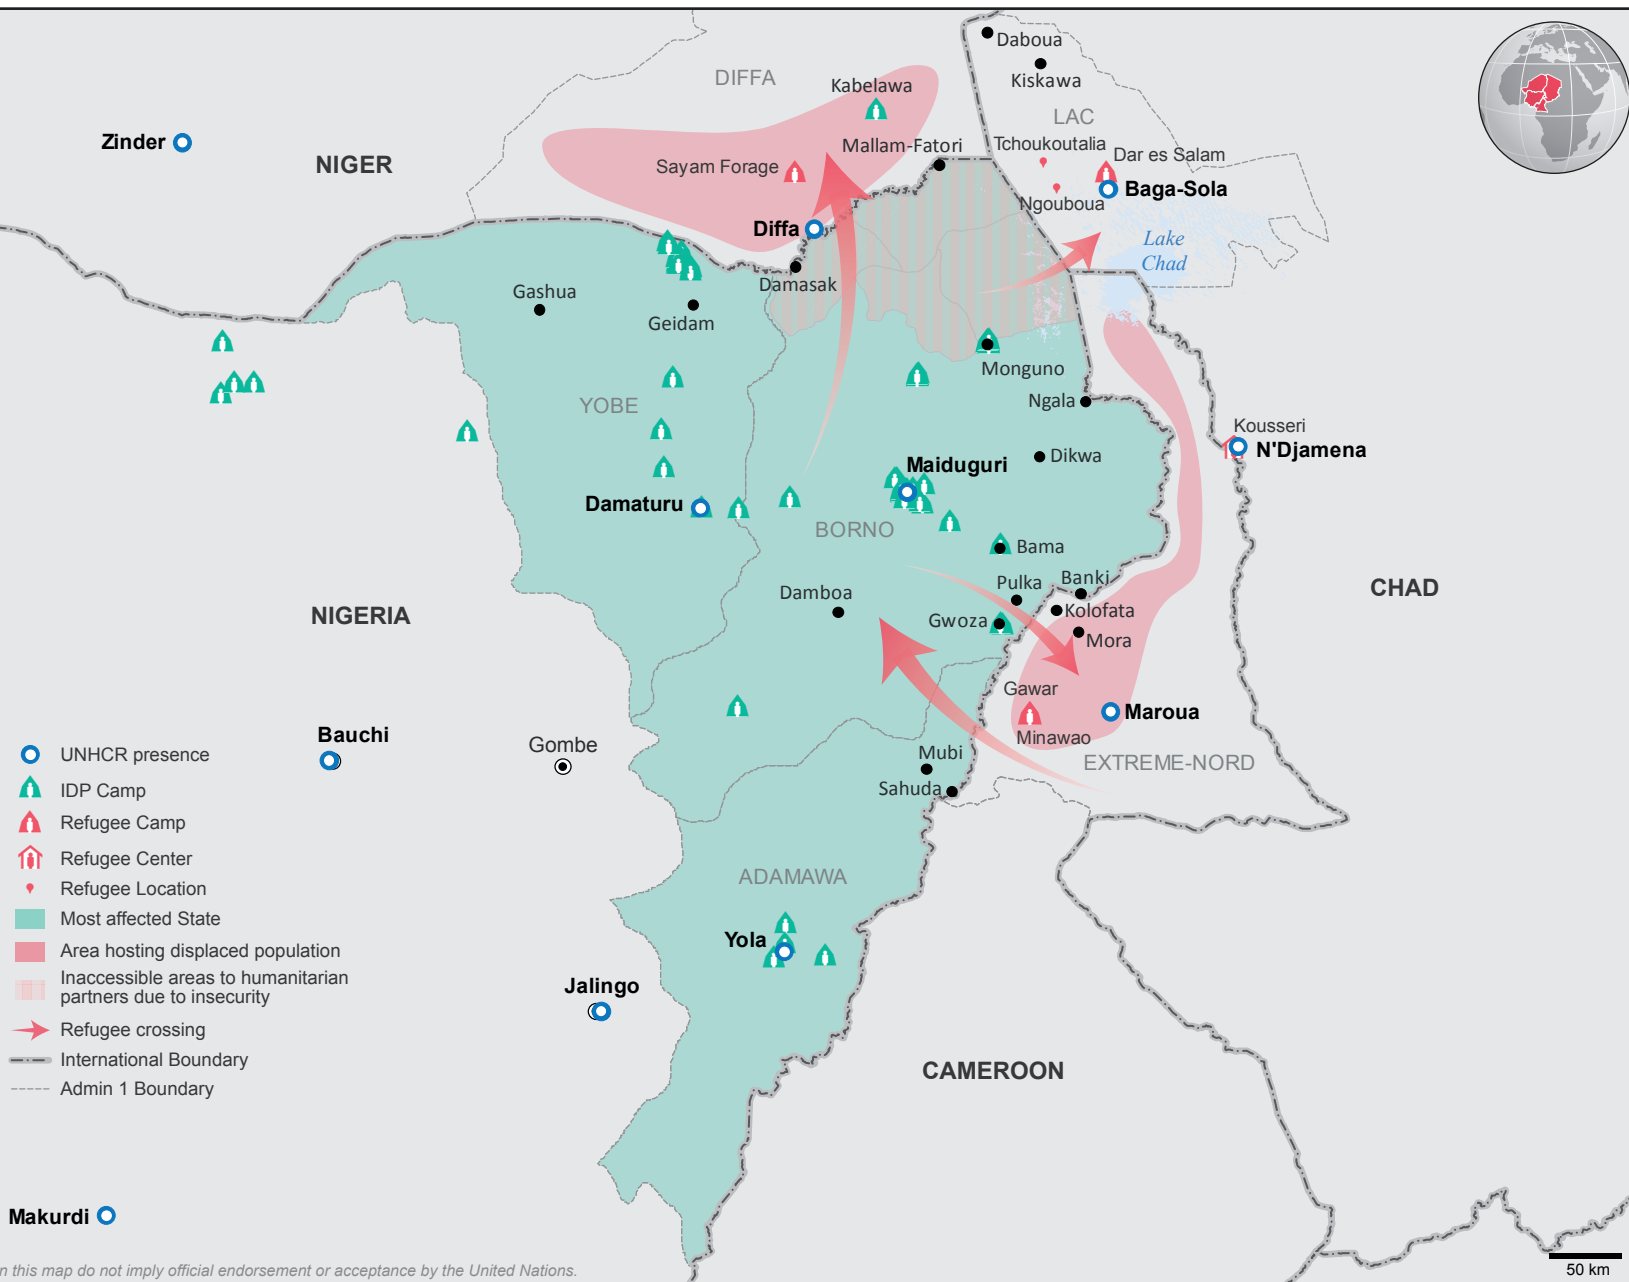 Daboua
Kiskawa
DIFFA
Kabelawa
LAC
Zinder
NIGER
Mallam-Fatori
Tchoukoutalia
Dar es Salam
Sayam Forage
Baga-Sola
Ngouboua
Diffa
Lake
Chad
Damasak
Gashua
Geidam
Monguno
YOBE
Ngala
Kousseri
N'Djamena
Dikwa
Maiduguri
Damaturu
BORNO
Bama
Pulka
Banki
CHAD
Damboa
Kolofata
NIGERIA
Gwoza
Mora
Gawar
Maroua
Minawao
Bauchi
Gombe
Mubi
EXTREME-NORD
Sahuda
ADAMAWA
Yola
Jalingo
CAMEROON
Makurdi
UNHCR presence
IDP Camp
Refugee Camp
Refugee Center
Refugee Location
Most affected State
Area hosting displaced population
Inaccessible areas to humanitarian
partners due to insecurity
Refugee crossing
International Boundary
Admin 1 Boundary
n this map do not imply official endorsement or acceptance by the United Nations.
50 km